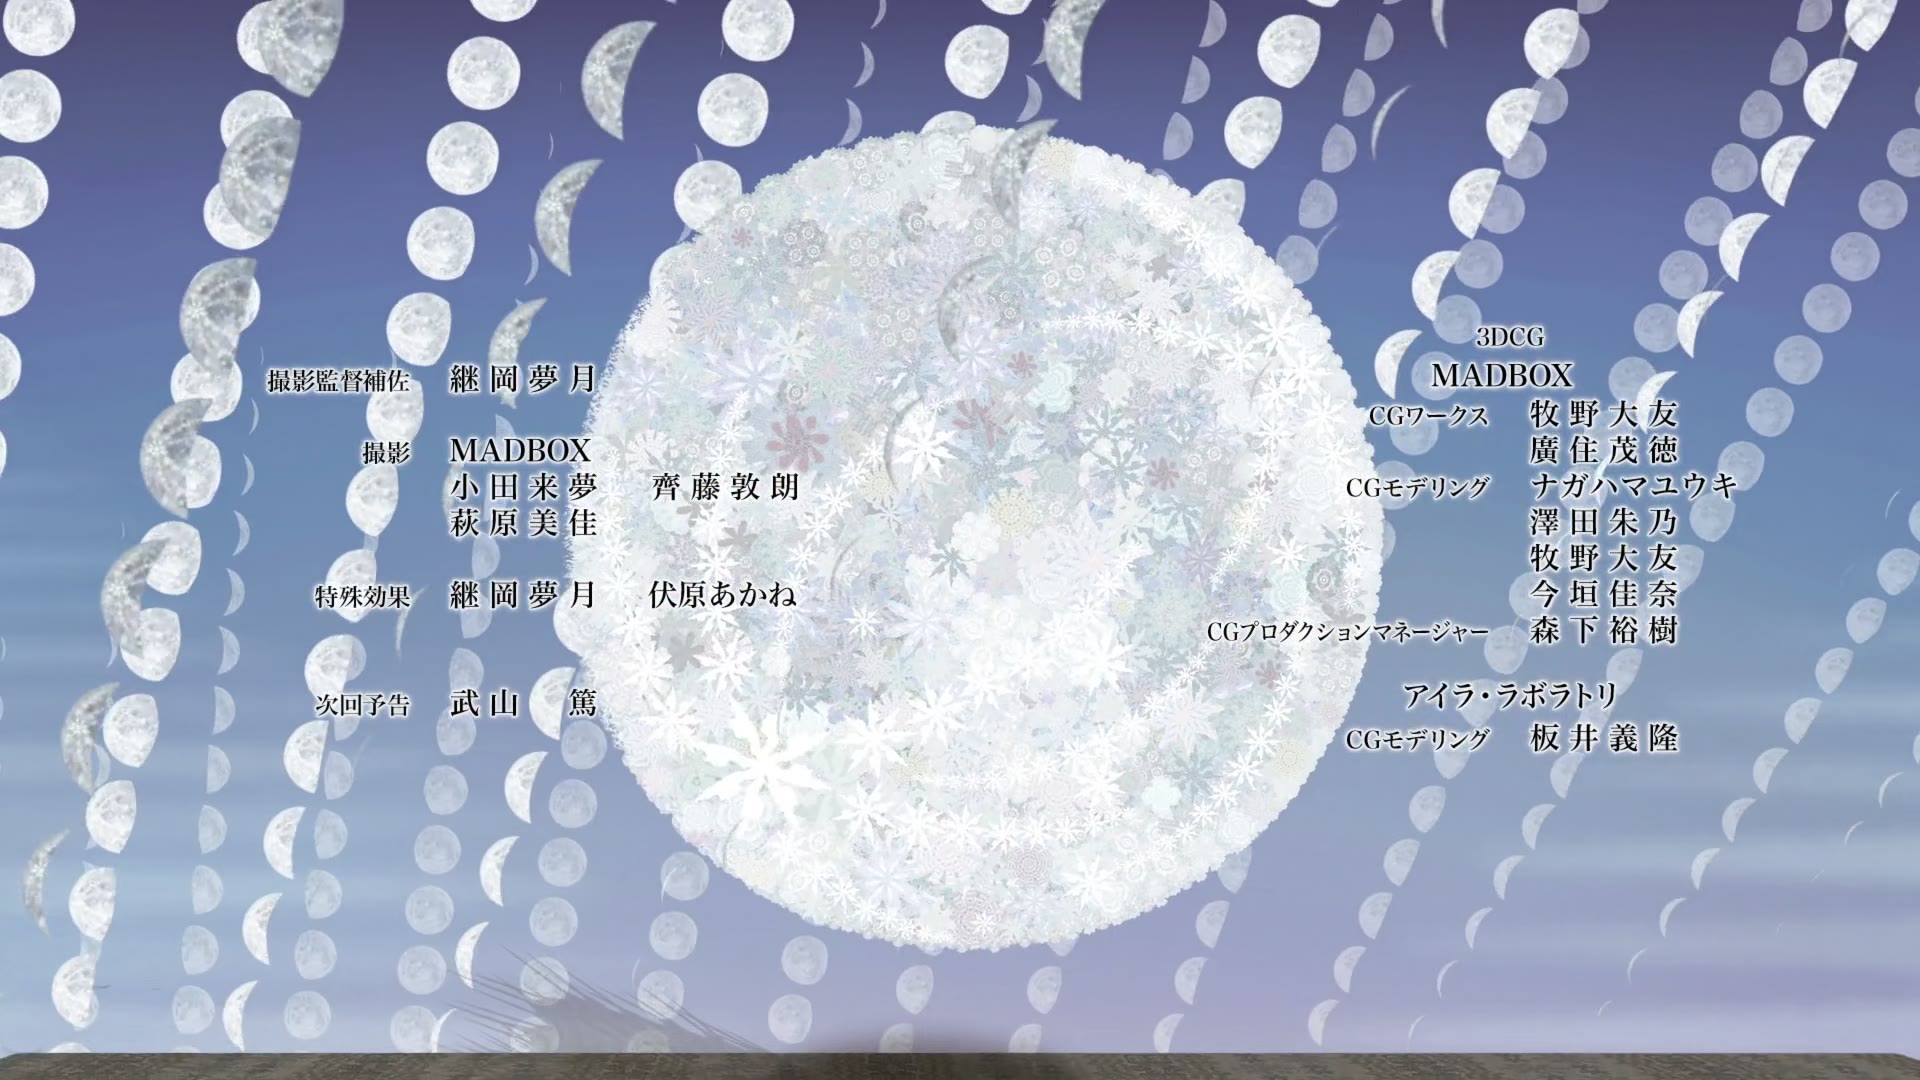 撮影監督補佐 継岡夢月
撮影 MADBOX
小田来夢 齊藤敦朗
萩原美佳
特殊効果 継岡夢月 伏原あかね
次回予告 武山 篤
3DCG
MADBOX
CGワークス 牧野大友
廣住茂徳
CGモデリング ナガハマユウキ
澤田朱乃
牧野大友
今垣佳奈
CGプロダクションマネージャー 森下裕樹
アイラ・ラボラトリ
CGモデリング 板井義隆